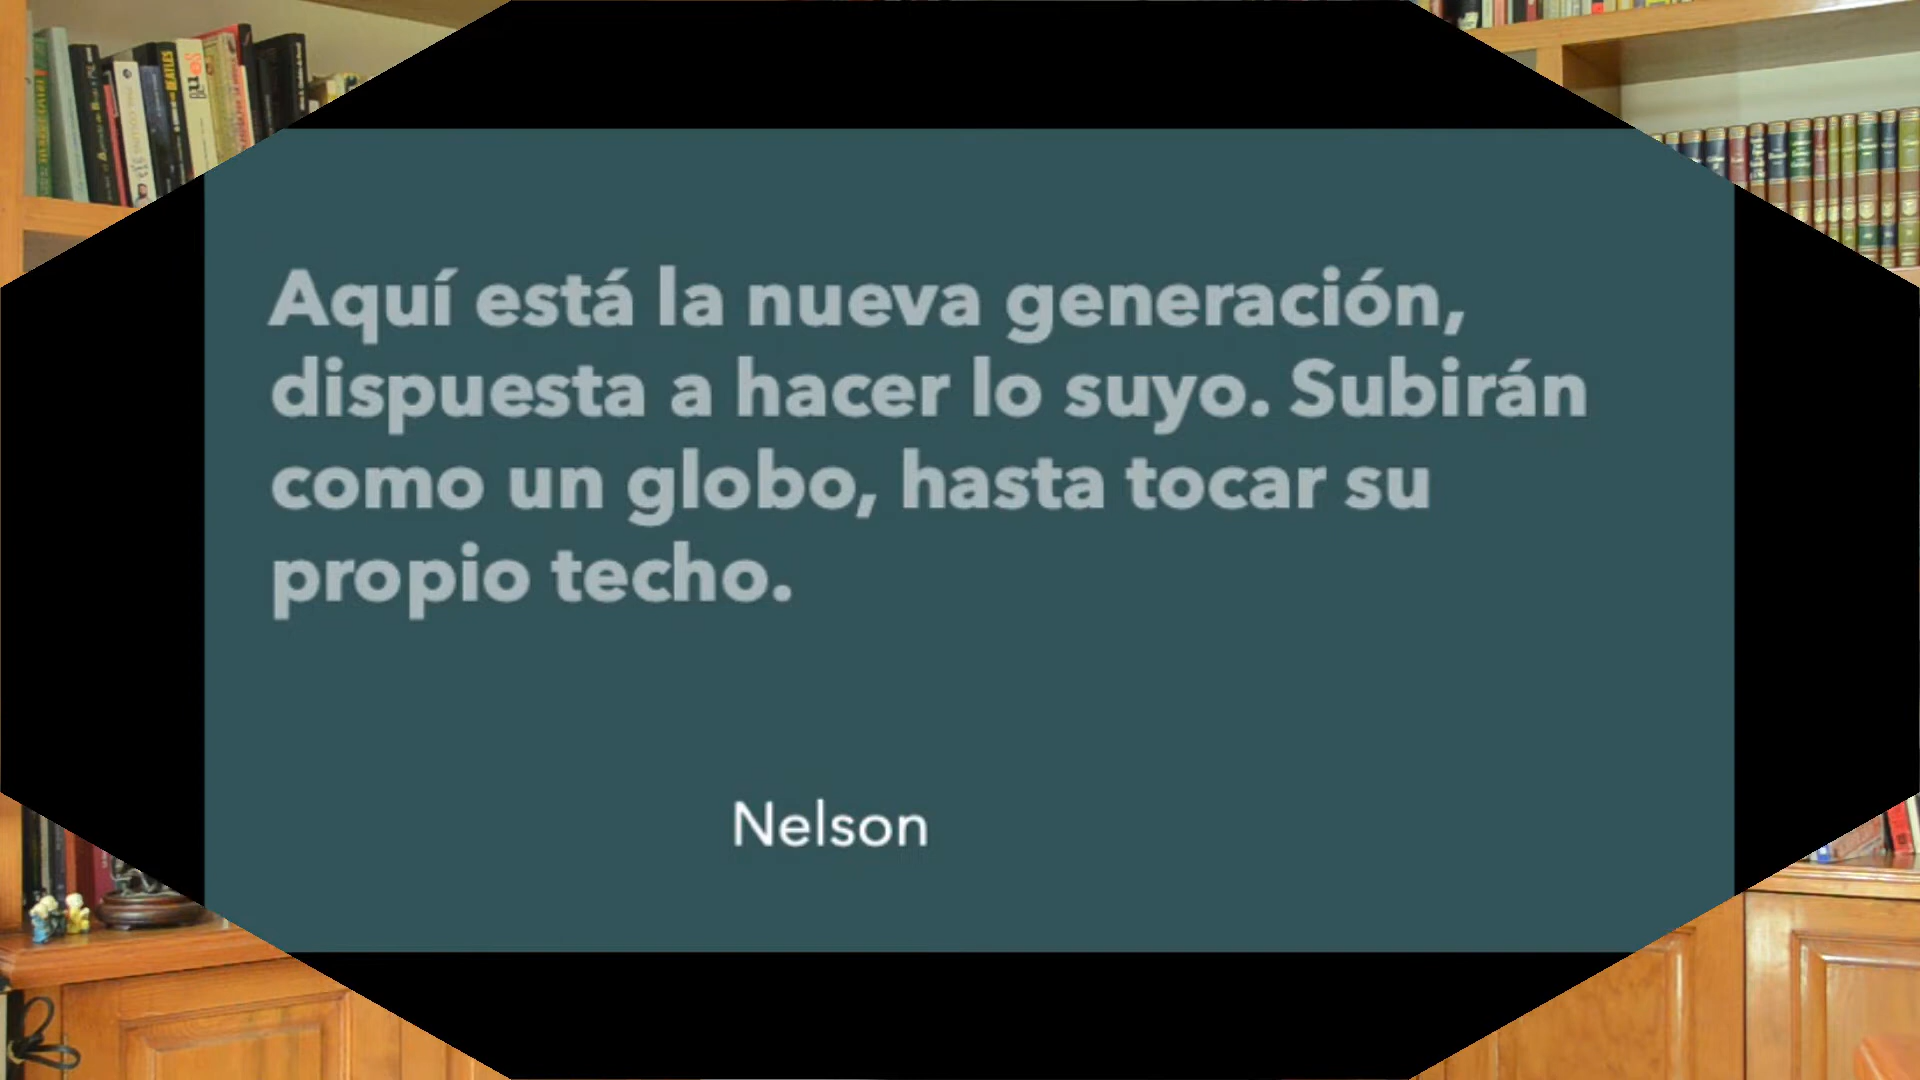 Aquí está la nueva generación,
dispuesta a hacer lo suyo. Subirán
como un globo, hasta tocar su
propio techo.
Nelson
BEATLES